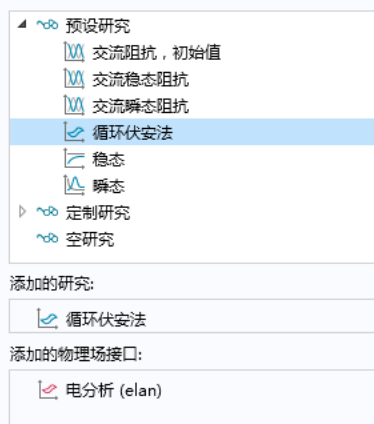 预设研究
交流阻抗，初始值
交流稳态阻抗
交流瞬态阻抗
循环伏安法
稳态
瞬态
定制研究
空研究
添加的研究:
循环伏安法
添加的物理场接口:
电分析 (elan)